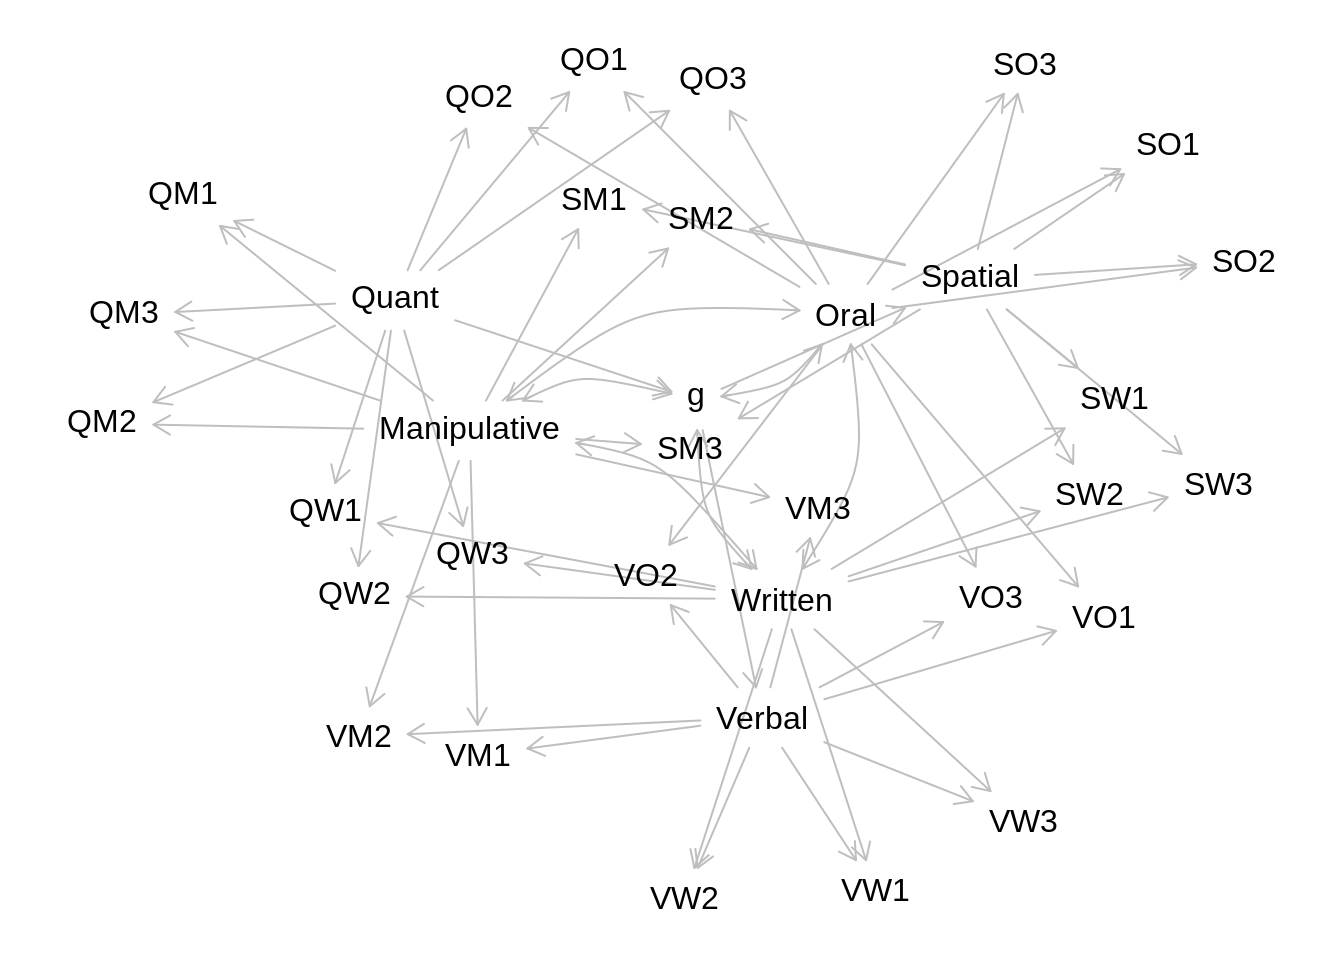 QO1
SO3
QO3
QO2
SO1
QM1
SM1
SM2
SO2
Spatial
Quant
QM3
Oral
g
SW1
QM2
Manipulative
SM3
SW3
SW2
VM3
QW1
QW3
VO2
QW2
VO3
Written
VO1
Verbal
VM2
VM1
VW3
VW1
VW2